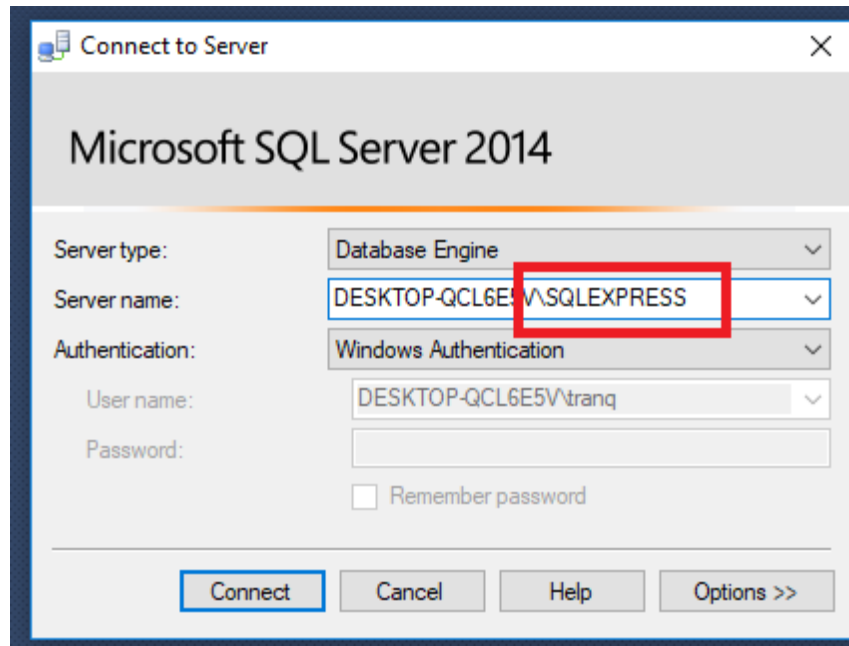 Connect to Server
Microsoft SQL Server 2014
Server type: Database Engine
Server name: DESKTOP-QCL6E5V\SQLEXPRESS
Authentication: Windows Authentication
User name: DESKTOP-QCL6E5V\tranq
Password:
Remember password
Connect Cancel Help Options >>